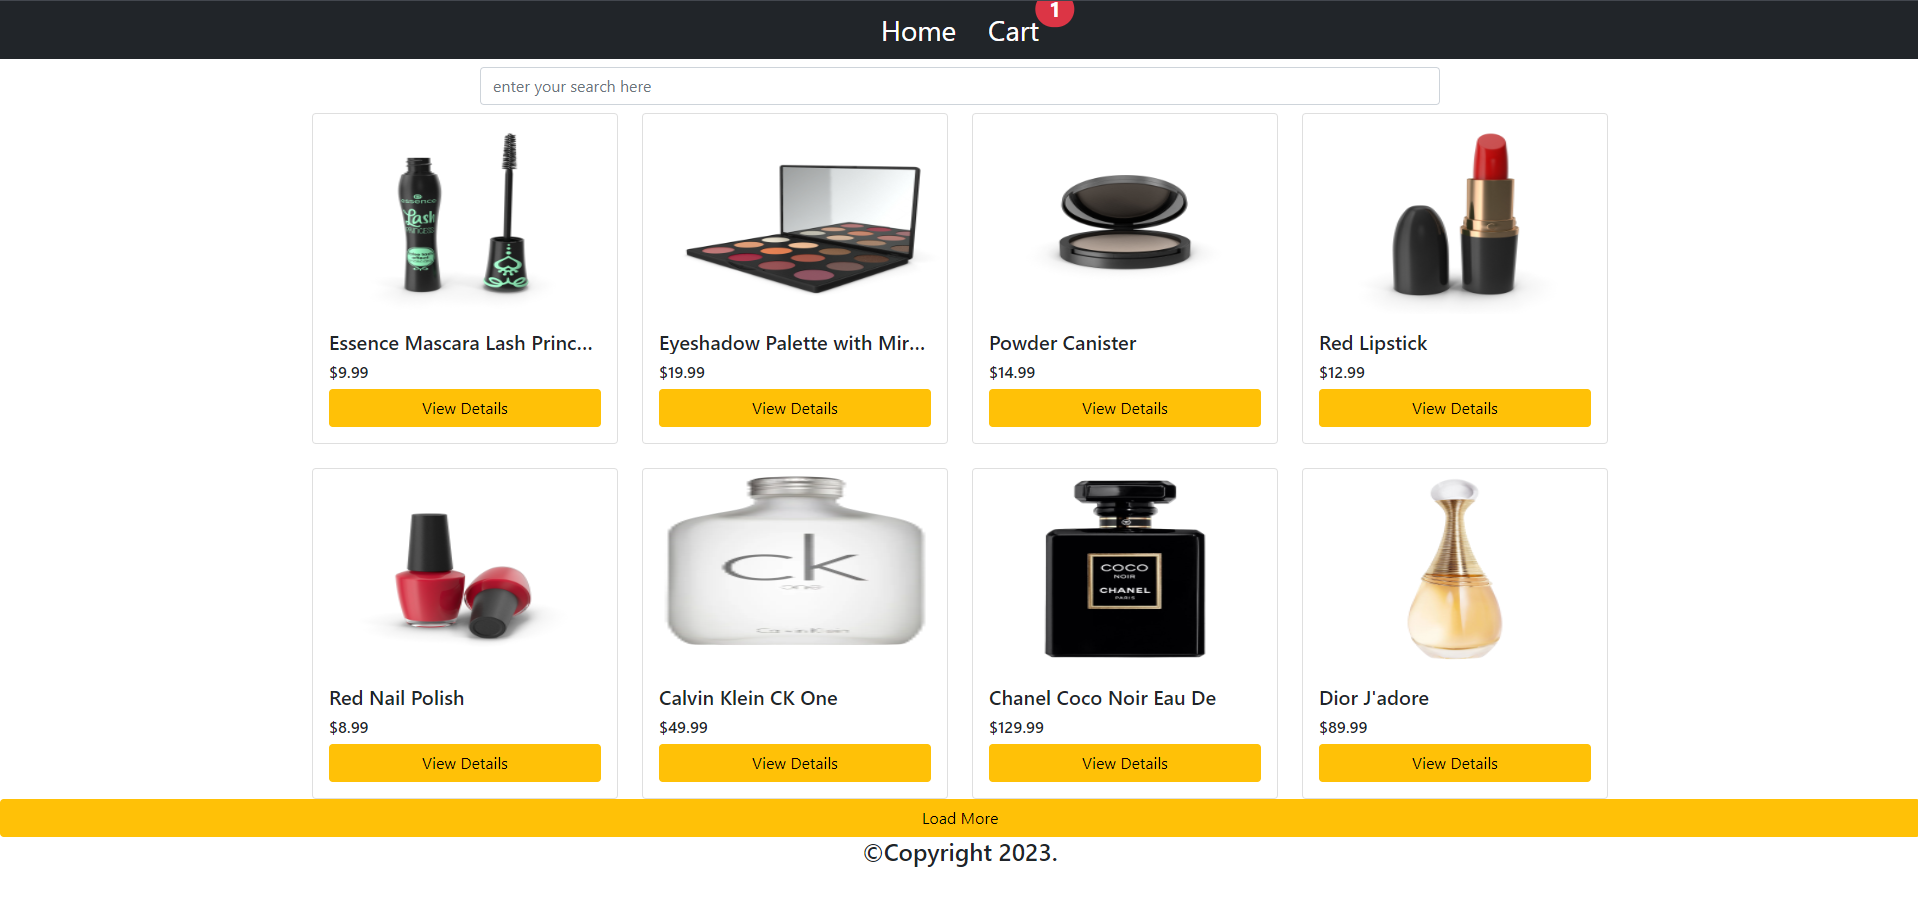 Home Cart 1
enter your search here
essence
Lash
PRINCESS
Essence Mascara Lash Princ...
$9.99
View Details
Eyeshadow Palette with Mir...
$19.99
View Details
Powder Canister
$14.99
View Details
Red Lipstick
$12.99
View Details
Red Nail Polish
$8.99
View Details
ck
one
Calvin Klein
Calvin Klein CK One
$49.99
View Details
COCO
NOIR
CHANEL
PARIS
Chanel Coco Noir Eau De
$129.99
View Details
Dior J'adore
$89.99
View Details
Load More
©Copyright 2023.